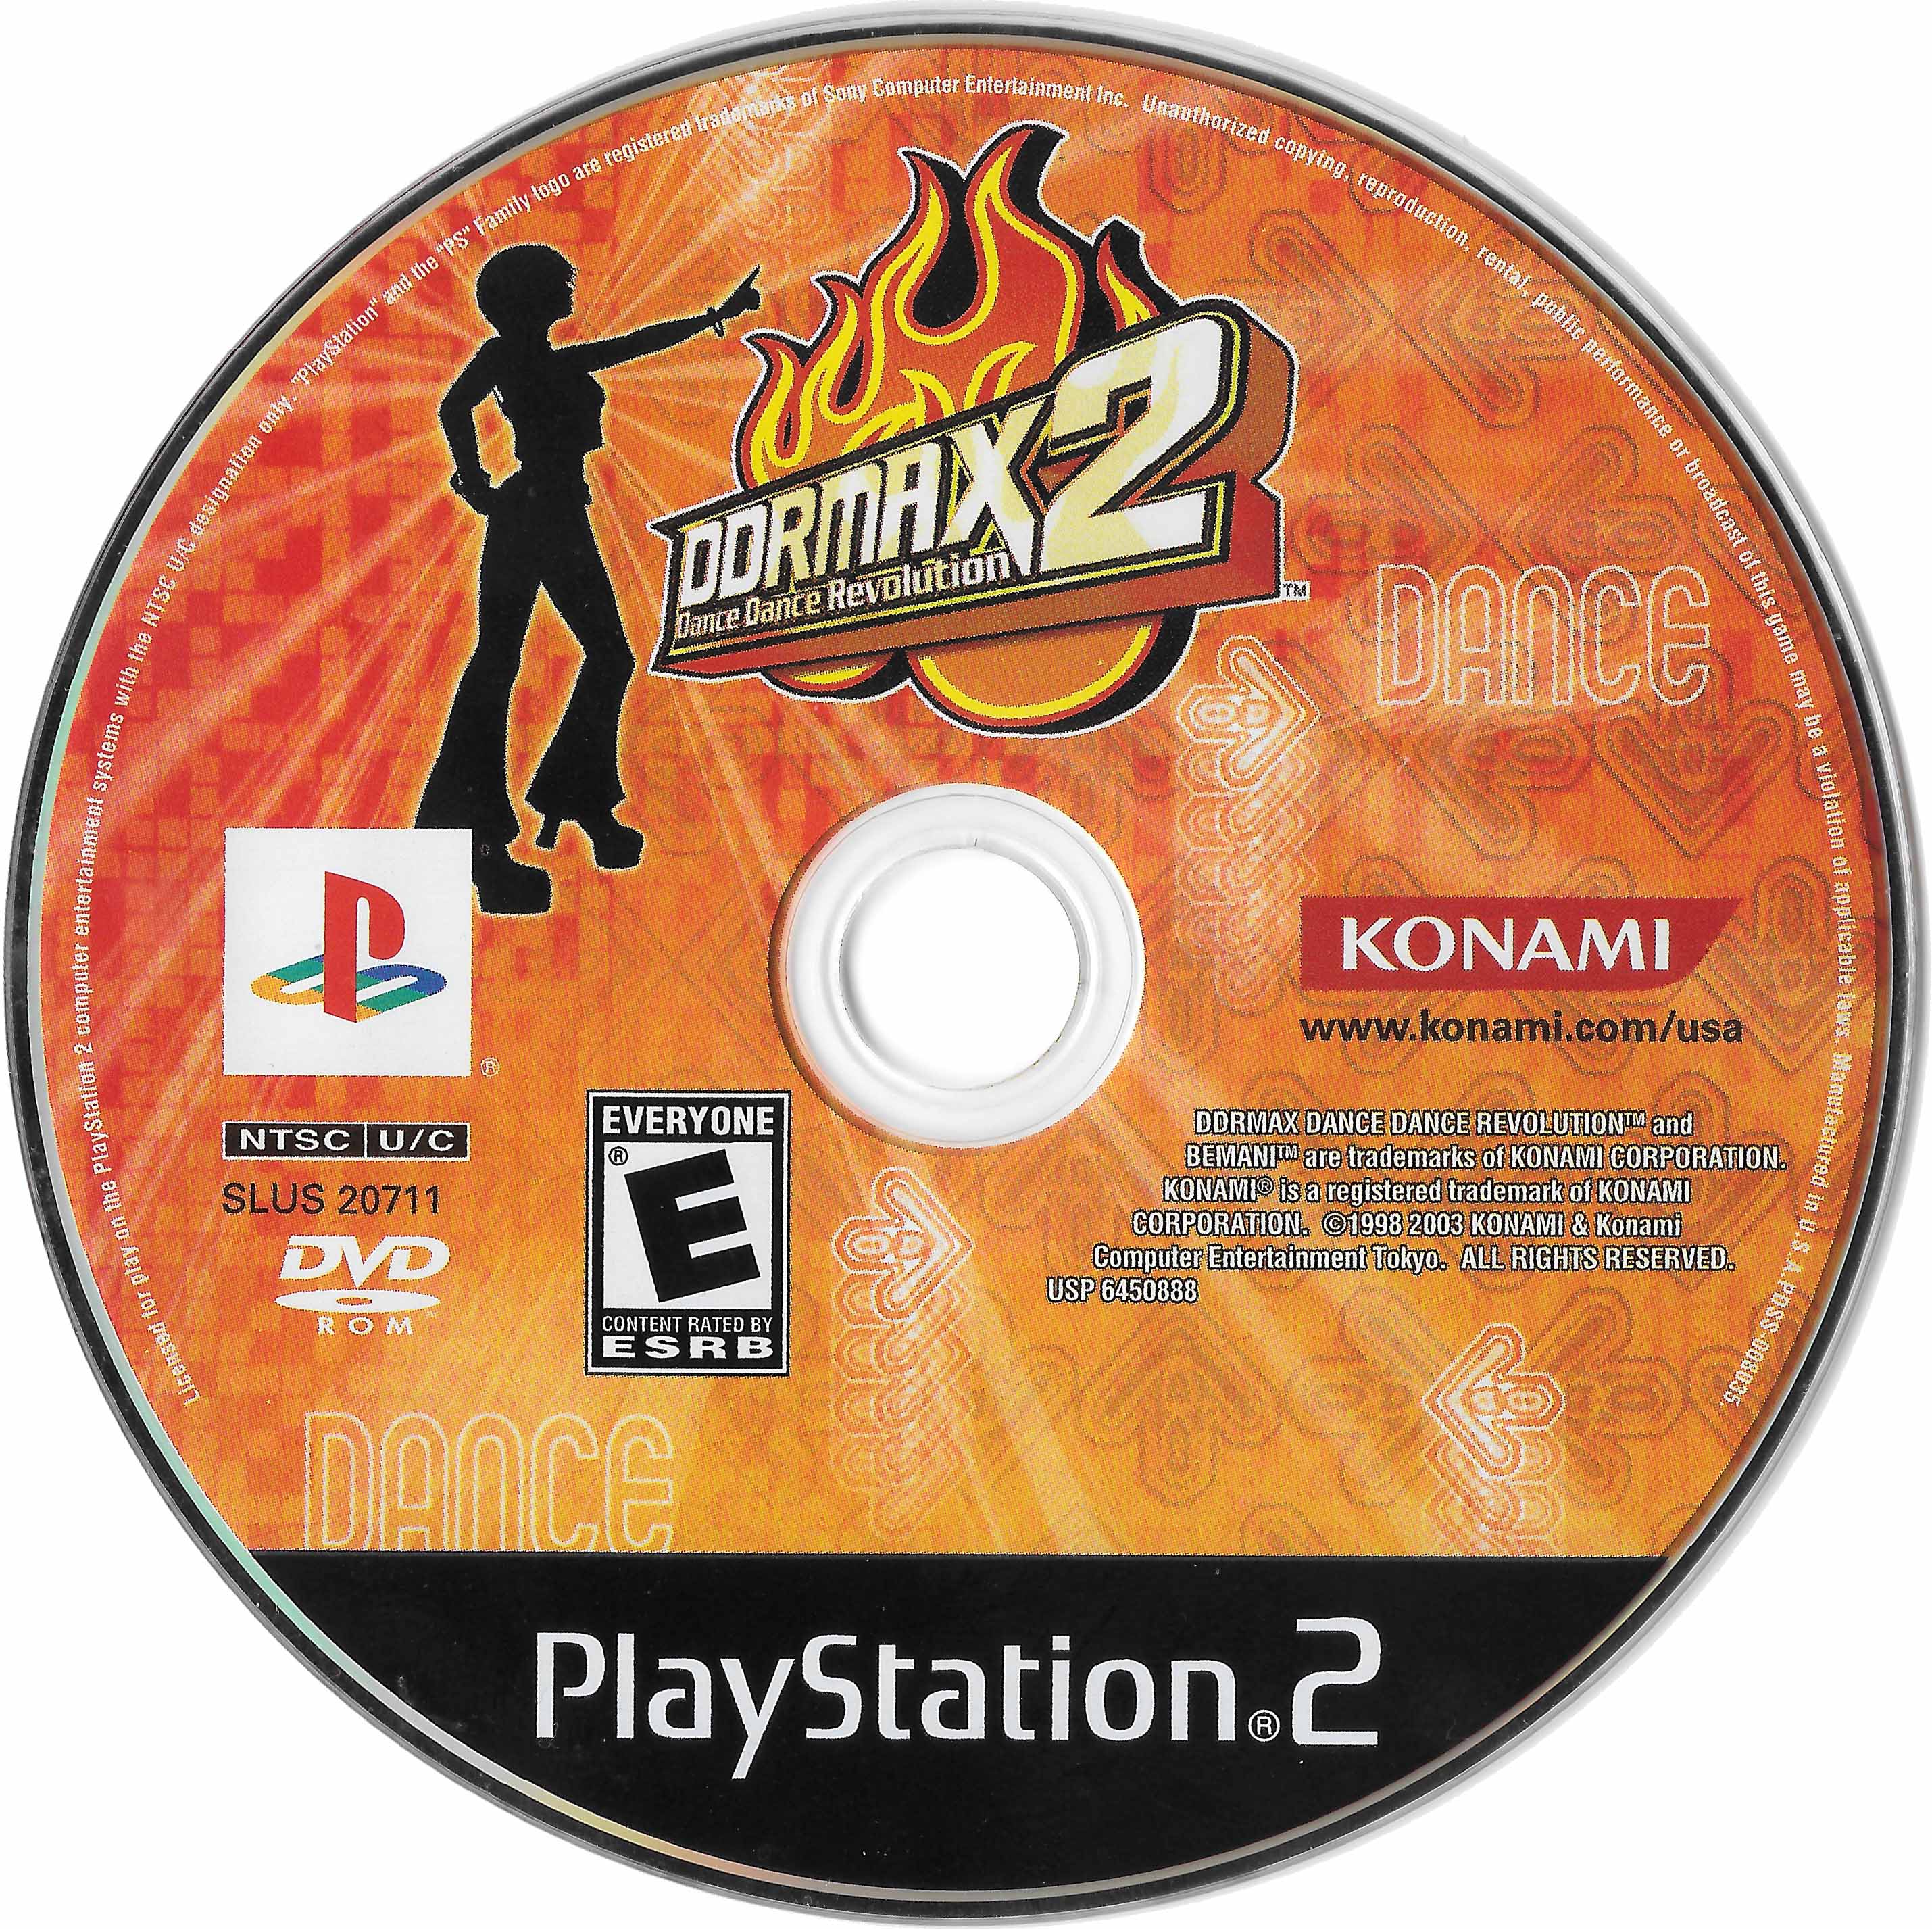 Licensed for play on the PlayStation 2 computer entertainment systems with the NTSC U/C designation only. "PlayStation" and the "PS" Family logo are registered trademarks of Sony Computer Entertainment Inc. Unauthorized copying, reproduction, rental, public performance or broadcast of this game may be a violation of applicable laws. Manufactured in U.S.A.
DDRMAX2
Dance Dance Revolution
TM
DANCE
KONAMI
www.konami.com/usa
®
NTSC U/C
SLUS 20711
DVD
ROM
EVERYONE
®
E
CONTENT RATED BY
ESRB
DDRMAX DANCE DANCE REVOLUTION™ and
BEMANI™ are trademarks of KONAMI CORPORATION.
KONAMI® is a registered trademark of KONAMI
CORPORATION. ©1998 2003 KONAMI & Konami
Computer Entertainment Tokyo. ALL RIGHTS RESERVED.
USP 6450888
DANCE
PlayStation®2